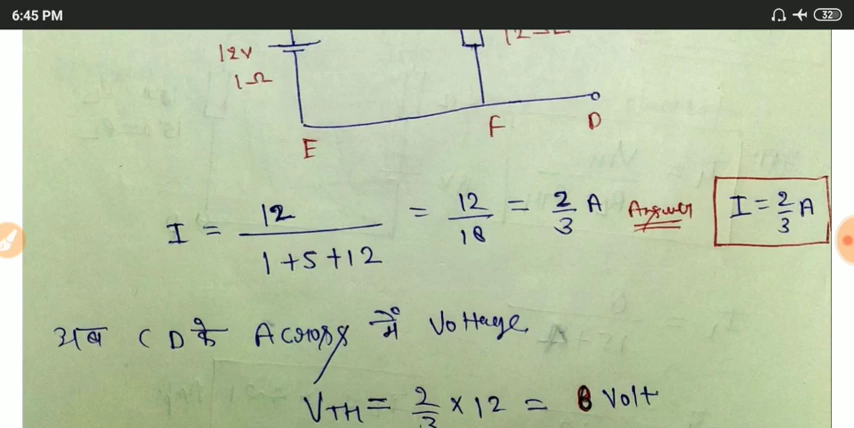 6:45 PM 32
12V
1Ω
E F D
I = 12 / 1+5+12 = 12/18 = 2/3 A Answer I = 2/3 A
अब CD के Across में Voltage
VTH = 2/3 × 12 = 8 Volt